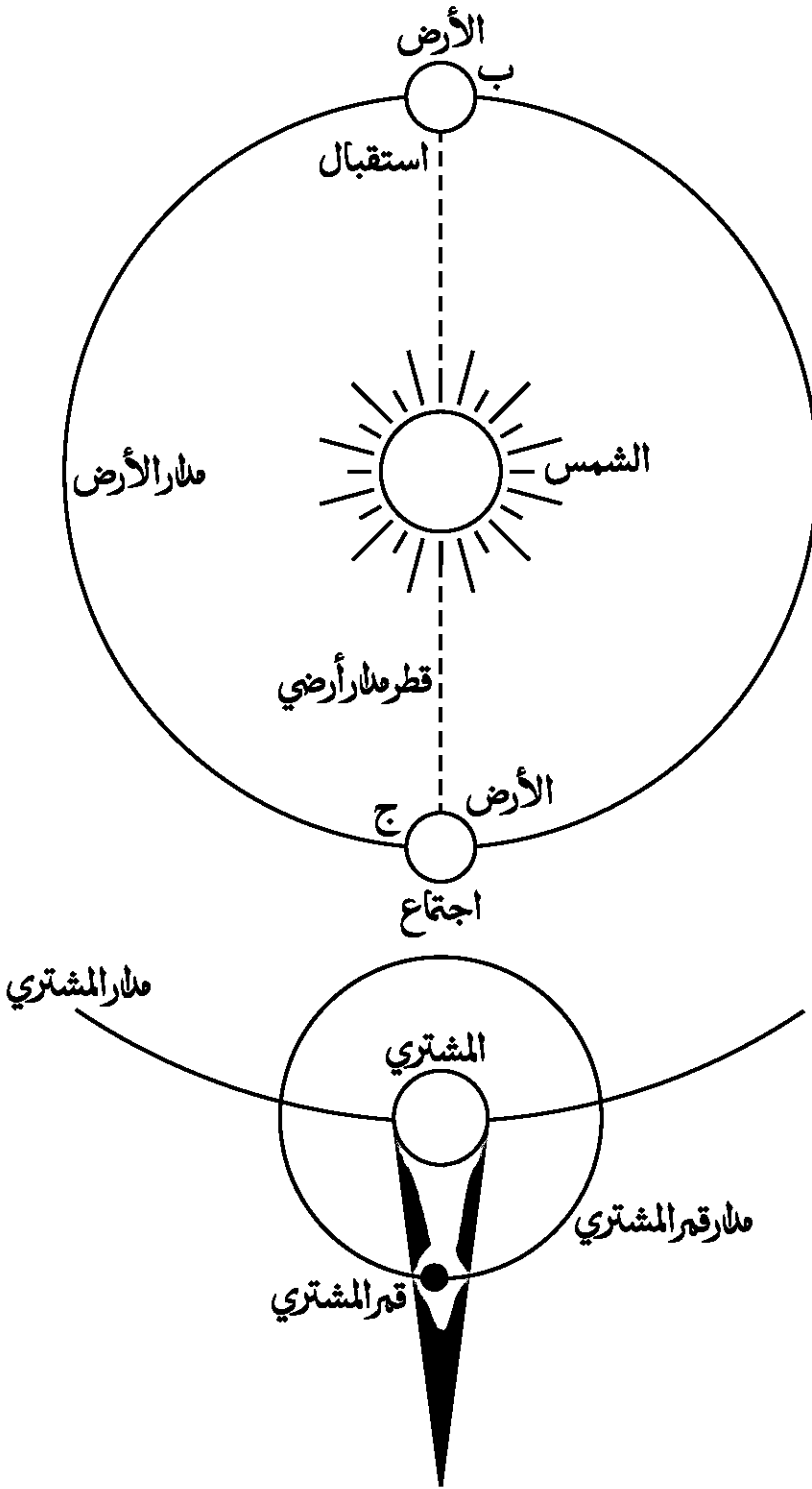 الأرض
ب
استقبال
الشمس
مدار الأرض
قطر مدار أرضي
الأرض
ج
اجتماع
مدار المشتري
المشتري
مدار قمر المشتري
قمر المشتري